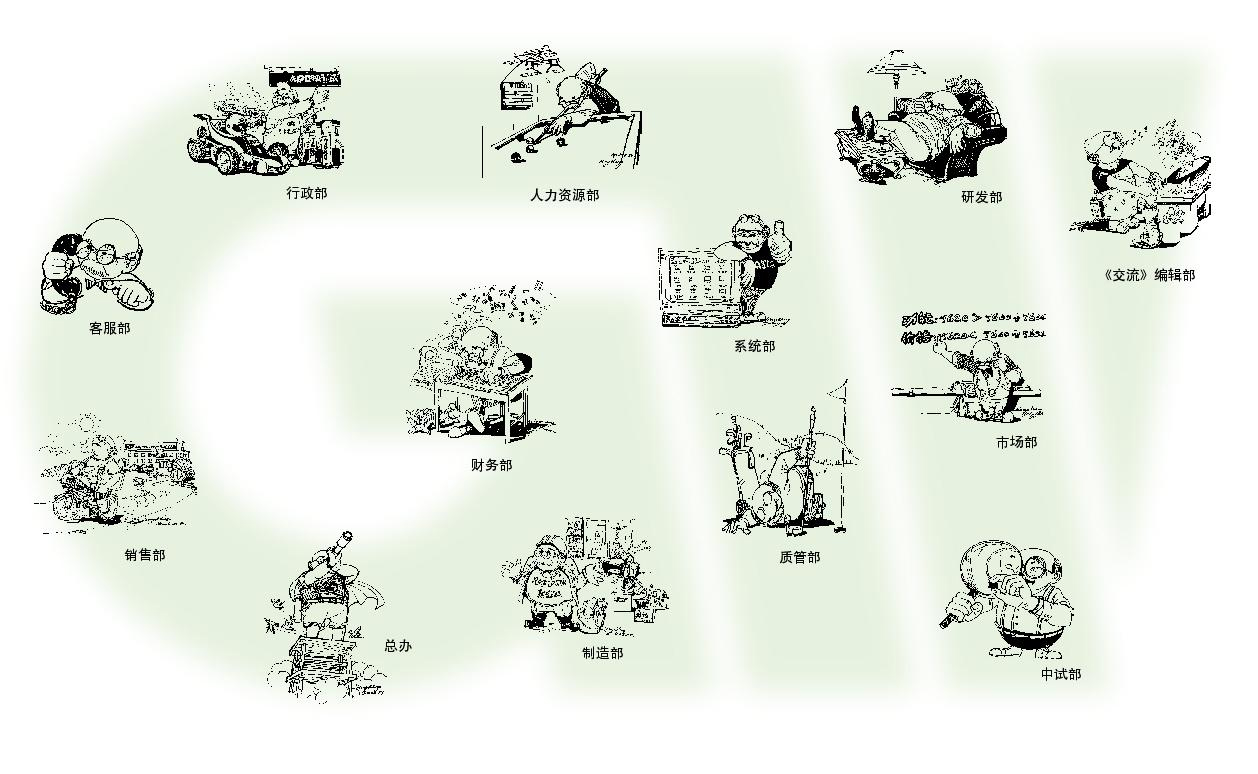 行政部
人力资源部
研发部
《交流》编辑部
客服部
系统部
市场部
财务部
质管部
销售部
总办
制造部
中试部